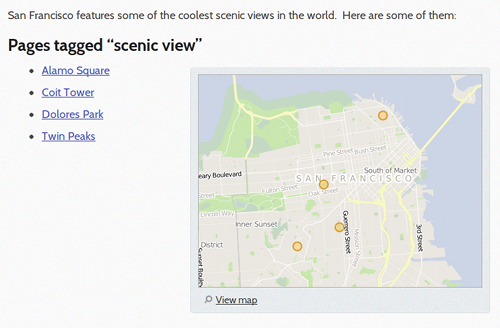 San Francisco features some of the coolest scenic views in the world.  Here are some of them:
Pages tagged “scenic view”
Alamo Square
Coit Tower
Dolores Park
Twin Peaks
Pine Street
Bush Street
eary Boulevard
South of Market
SAN FRANCISCO
Fulton Street
Oak Street
Street
Lincoln Way
Inner Sunset
Guerrero Street
Mission Street
3rd Street
District
Sunset Boulev
View map